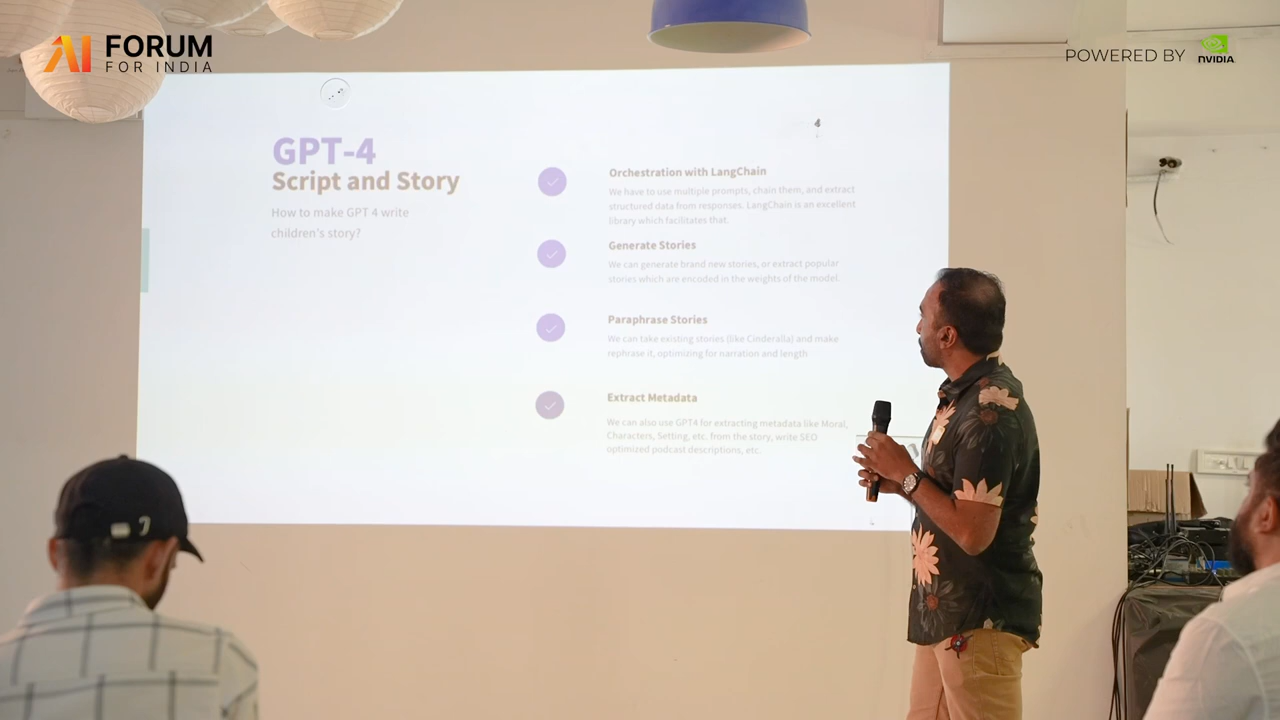 AI FORUM
FOR INDIA
POWERED BY
NVIDIA
4
GPT-4
Script and Story
How to make GPT 4 write
children's story?
Orchestration with LangChain
We have to use multiple prompts, chain them, and extract
structured data from responses. LangChain is an excellent
library which facilitates that.
Generate Stories
We can generate brand new stories, or extract popular
stories which are encoded in the weights of the model.
Paraphrase Stories
We can take existing stories (like Cinderalla) and make
rephrase it, optimizing for narration and length
Extract Metadata
We can also use GPT4 for extracting metadata like Moral,
Characters, Setting, etc. from the story, write SEO
optimized podcast descriptions, etc.
7